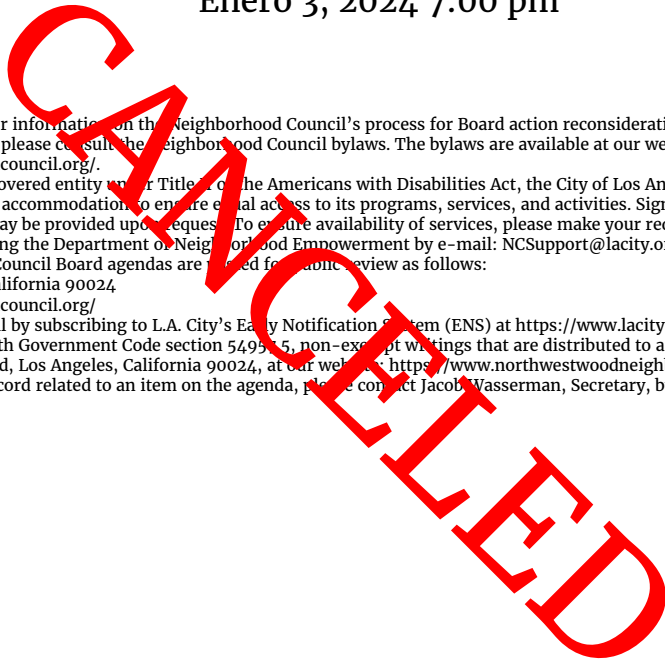 Enero 3, 2024 7:00 pm
r information on the Neighborhood Council's process for Board action reconsiderati
please consult the Neighborhood Council bylaws. The bylaws are available at our we
council.org/.
overed entity under Title II of the Americans with Disabilities Act, the City of Los An
accommodation to ensure equal access to its programs, services, and activities. Sign
ay be provided upon request. To ensure availability of services, please make your rec
ing the Department of Neighborhood Empowerment by e-mail: NCSupport@lacity.or
Council Board agendas are posted for public review as follows:
alifornia 90024
council.org/
il by subscribing to L.A. City's Early Notification System (ENS) at https://www.lacity
th Government Code section 54957.5, non-exempt writings that are distributed to a
d, Los Angeles, California 90024, at our website: https://www.northwestwoodneighb
cord related to an item on the agenda, please contact Jacob Wasserman, Secretary, b
CANCELED